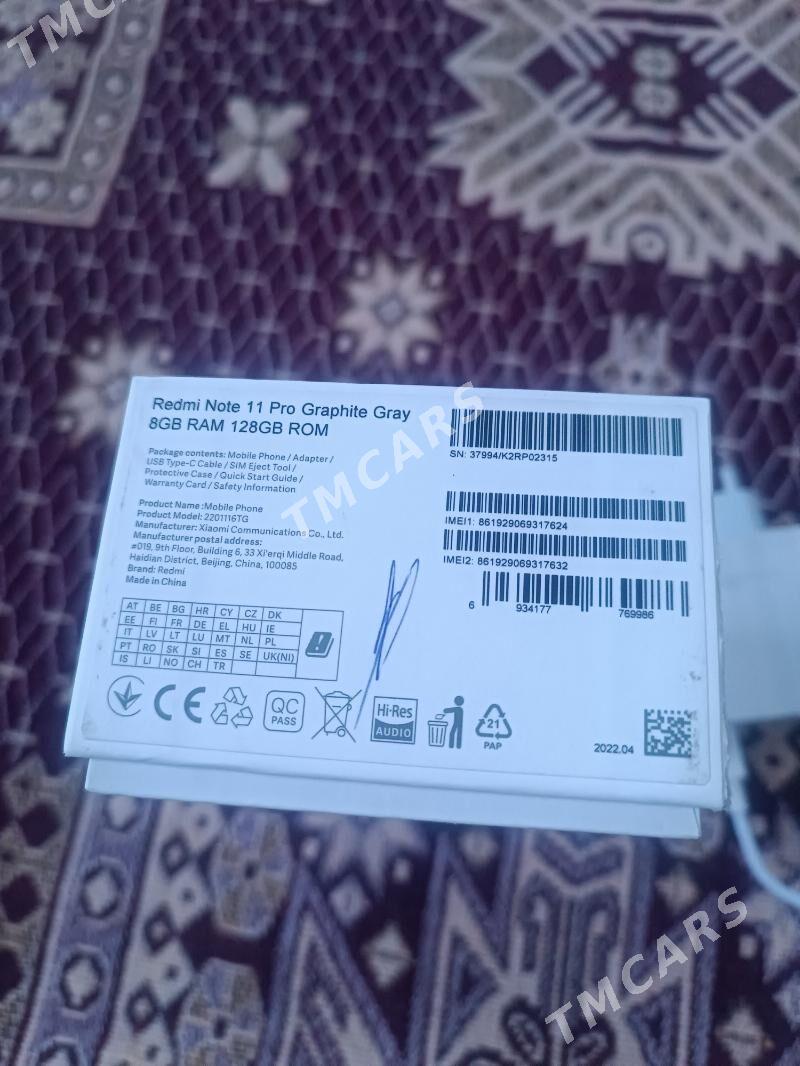 TMCARS
Redmi Note 11 Pro Graphite Gray
8GB RAM 128GB ROM
Package contents: Mobile Phone / Adapter /
USB Type-C Cable / SIM Eject Tool /
Protective Case / Quick Start Guide /
Warranty Card / Safety Information
Product Name : Mobile Phone
Product Model: 2201116TG
Manufacturer: Xiaomi Communications Co., Ltd.
Manufacturer postal address:
#019, 9th Floor, Building 6, 33 Xi'erqi Middle Road,
Haidian District, Beijing, China, 100085
Brand: Redmi
Made in China
SN: 37994/K2RP02315
IMEI1: 861929069317624
IMEI2: 861929069317632
6 934177 769986
AT BE BG HR CY CZ DK
EE FI FR DE EL HU IE
IT LV LT LU MT NL PL
PT RO SK SI ES SE UK(NI)
IS LI NO CH TR
CE
QC
PASS
Hi-Res
AUDIO
21
PAP
2022.04
TMCARS
TMCARS